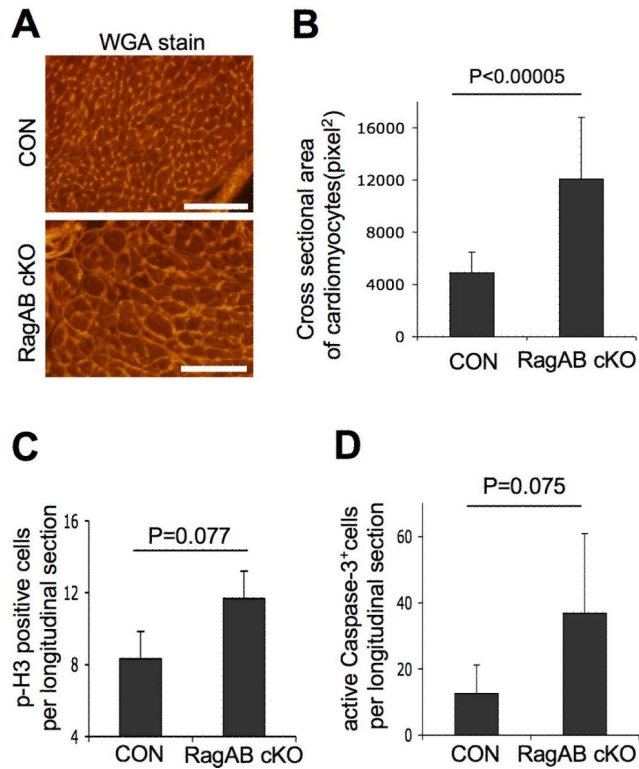 A
WGA stain
CON
RagAB cKO
B
P<0.00005
Cross sectional area
of cardiomyocytes(pixel²)
16000
12000
8000
4000
0
CON
RagAB cKO
C
P=0.077
p-H3 positive cells
per longitudinal section
16
12
8
4
CON
RagAB cKO
D
P=0.075
active Caspase-3⁺cells
per longitudinal section
60
40
20
0
CON
RagAB cKO